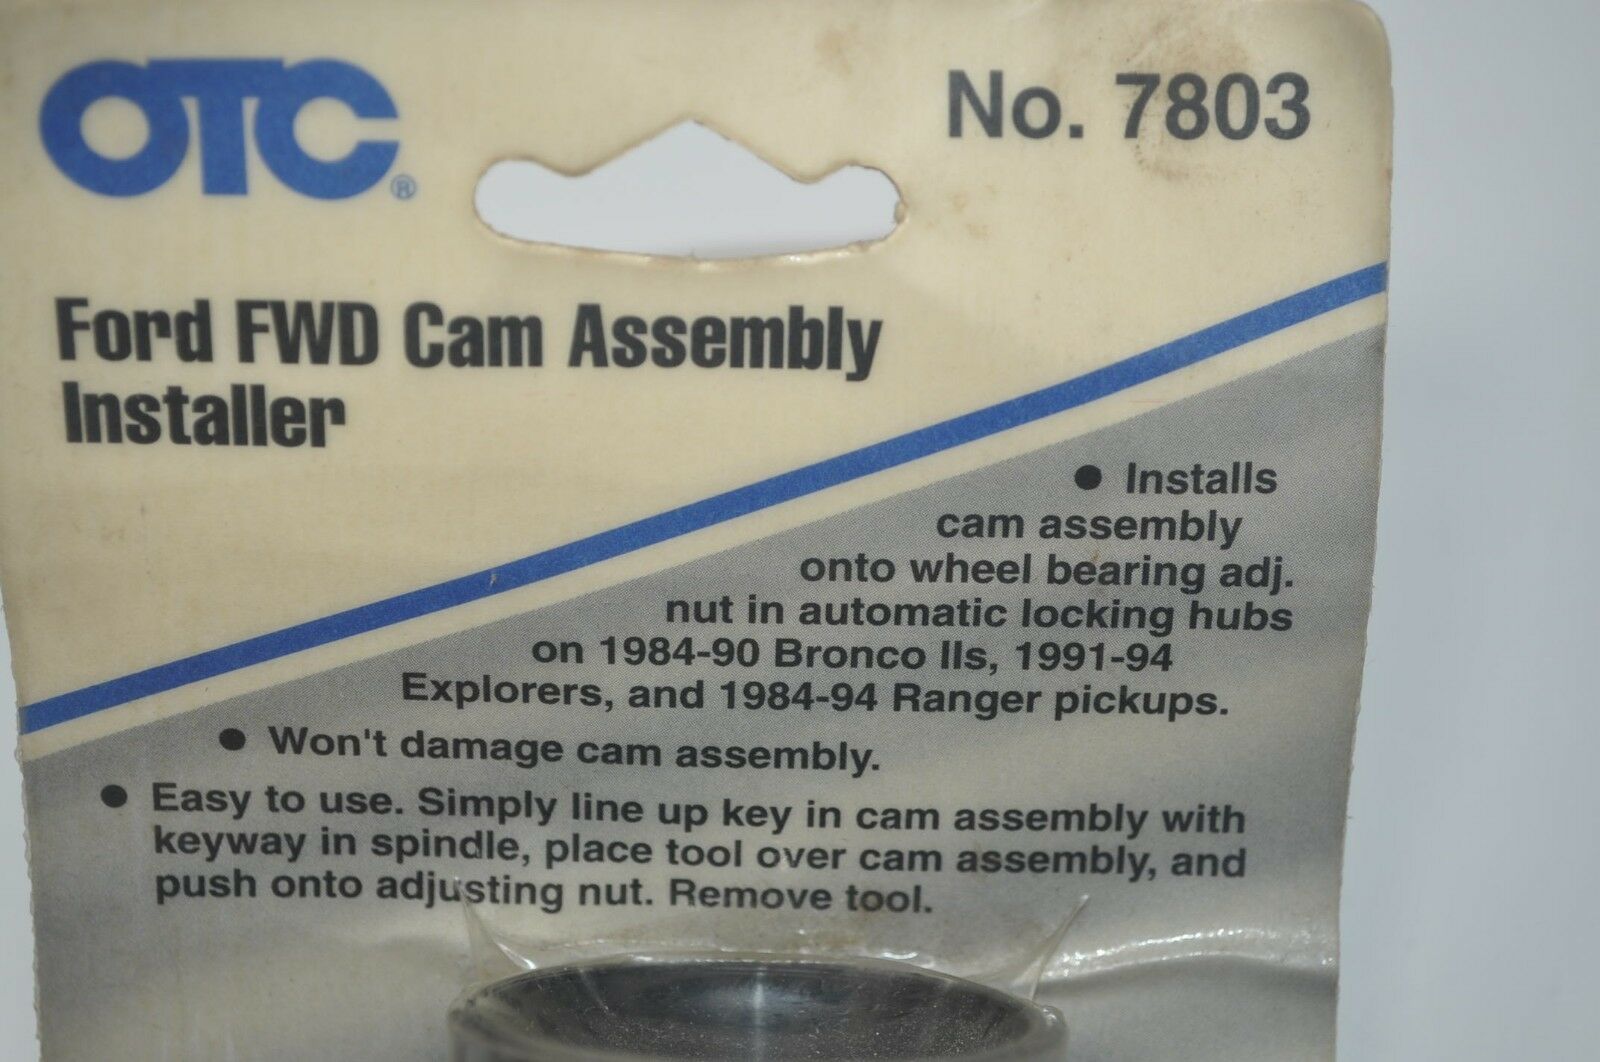 OTC®
No. 7803
Ford FWD Cam Assembly
Installer
● Installs
cam assembly
onto wheel bearing adj.
nut in automatic locking hubs
on 1984-90 Bronco IIs, 1991-94
Explorers, and 1984-94 Ranger pickups.
● Won't damage cam assembly.
● Easy to use. Simply line up key in cam assembly with
keyway in spindle, place tool over cam assembly, and
push onto adjusting nut. Remove tool.